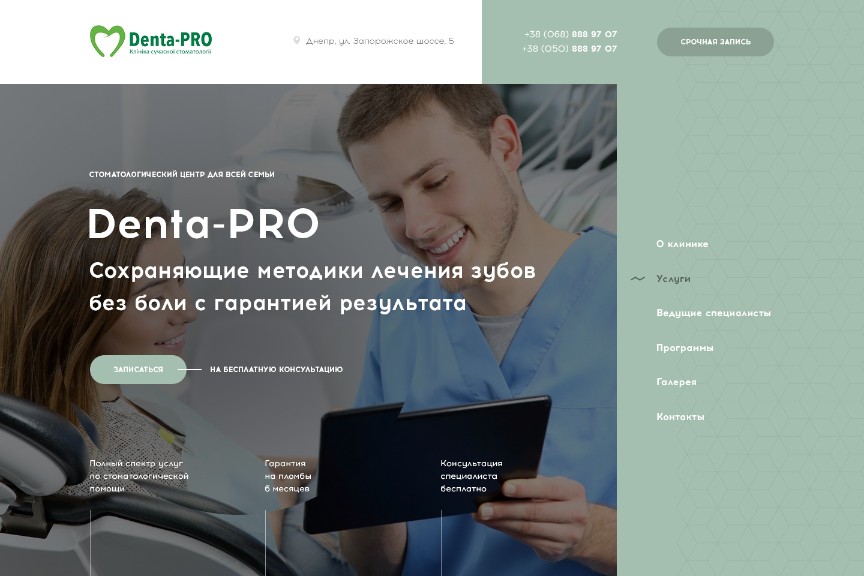 Denta-PRO
Клініка сучасної стоматології
Днепр, ул. Запорожское шоссе, 5
+38 (068) 888 97 07
+38 (050) 888 97 07
СРОЧНАЯ ЗАПИСЬ
СТОМАТОЛОГИЧЕСКИЙ ЦЕНТР ДЛЯ ВСЕЙ СЕМЬИ
Denta-PRO
Сохраняющие методики лечения зубов
без боли с гарантией результата
ЗАПИСАТЬСЯ
НА БЕСПЛАТНУЮ КОНСУЛЬТАЦИЮ
Полный спектр услуг
по стоматологической
помощи
Гарантия
на пломбы
6 месяцев
Консультация
специалиста
бесплатно
О клинике
Услуги
Ведущие специалисты
Программы
Галерея
Контакты